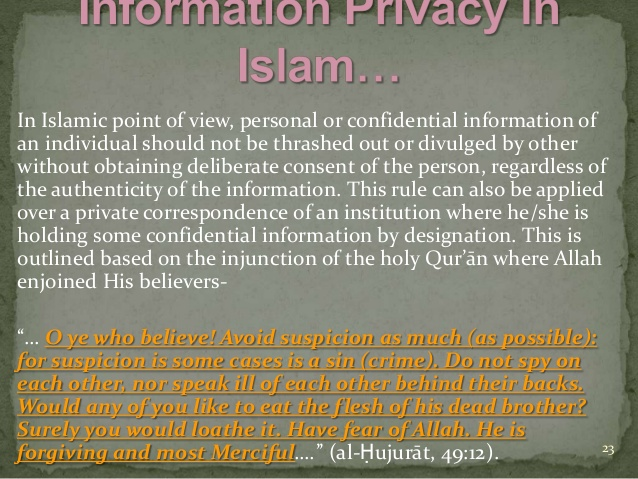 Information Privacy in
Islam…
In Islamic point of view, personal or confidential information of
an individual should not be thrashed out or divulged by other
without obtaining deliberate consent of the person, regardless of
the authenticity of the information. This rule can also be applied
over a private correspondence of an institution where he/she is
holding some confidential information by designation. This is
outlined based on the injunction of the holy Qur’ān where Allah
enjoined His believers-
“… O ye who believe! Avoid suspicion as much (as possible):
for suspicion is some cases is a sin (crime). Do not spy on
each other, nor speak ill of each other behind their backs.
Would any of you like to eat the flesh of his dead brother?
Surely you would loathe it. Have fear of Allah. He is
forgiving and most Merciful….” (al-Ḥujurāt, 49:12).
23